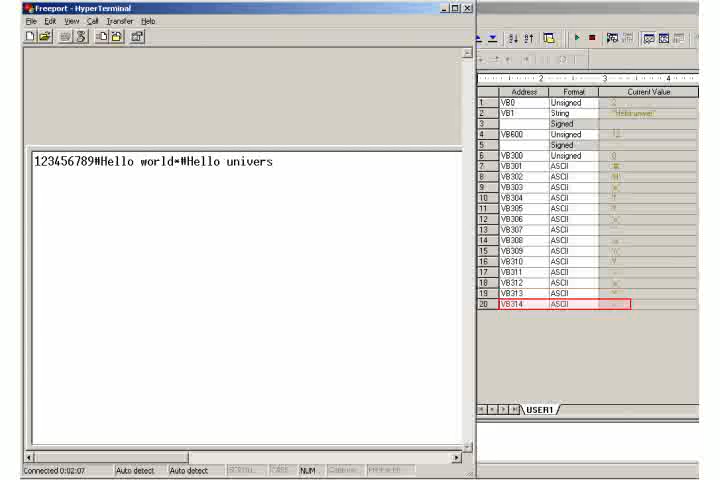 Freeport - HyperTerminal
File Edit View Call Transfer Help
123456789#Hello world*#Hello univers
Connected 0:02:07 Auto detect Auto detect NUM
2 3 4
Address Format Current Value
1 VB0 Unsigned
2 VB1 String
3 Signed
4 VB600 Unsigned
5 Signed
6 VB300 Unsigned 0
7 VB301 ASCII
8 VB302 ASCII
9 VB303 ASCII
10 VB304 ASCII
11 VB305 ASCII
12 VB306 ASCII
13 VB307 ASCII
14 VB308 ASCII
15 VB309 ASCII
16 VB310 ASCII
17 VB311 ASCII
18 VB312 ASCII
19 VB313 ASCII
20 VB314 ASCII
USER1